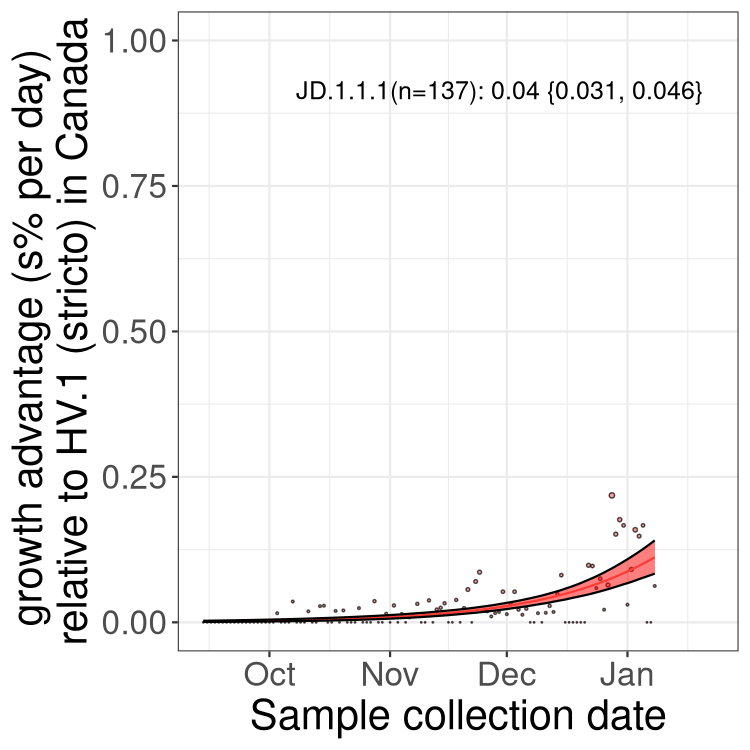 growth advantage (s% per day)
relative to HV.1 (stricto) in Canada
1.00
0.75
0.50
0.25
0.00
JD.1.1.1(n=137): 0.04 {0.031, 0.046}
Oct Nov Dec Jan
Sample collection date